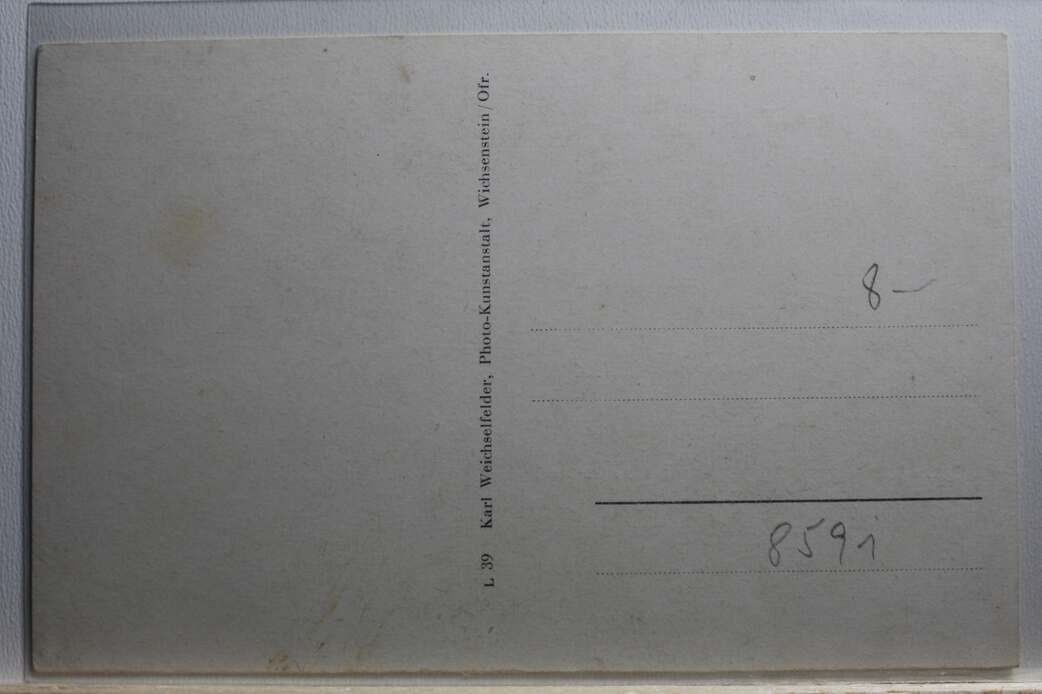 L 39 Karl Weichselfelder, Photo-Kunstanstalt, Wichsenstein/Ofr.
8 —
8591